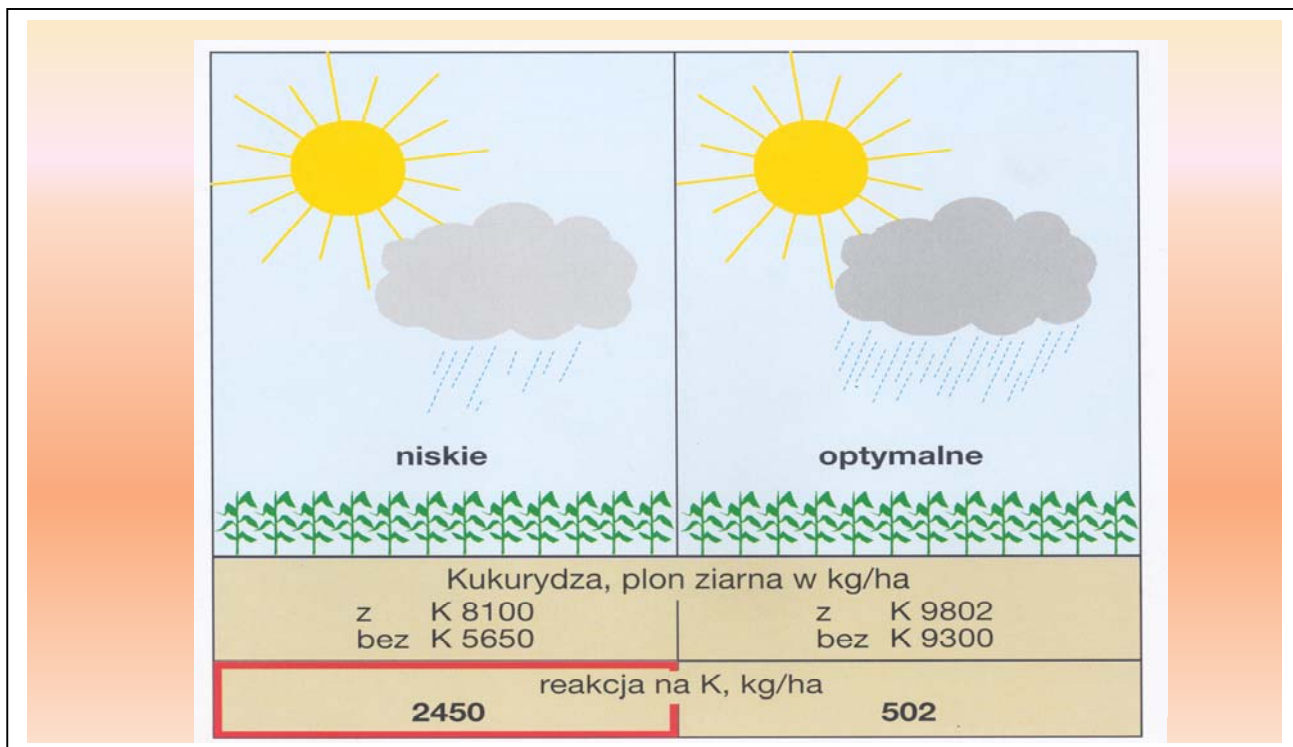 niskie
optymalne
Kukurydza, plon ziarna w kg/ha
z K 8100
bez K 5650
z K 9802
bez K 9300
reakcja na K, kg/ha
2450
502